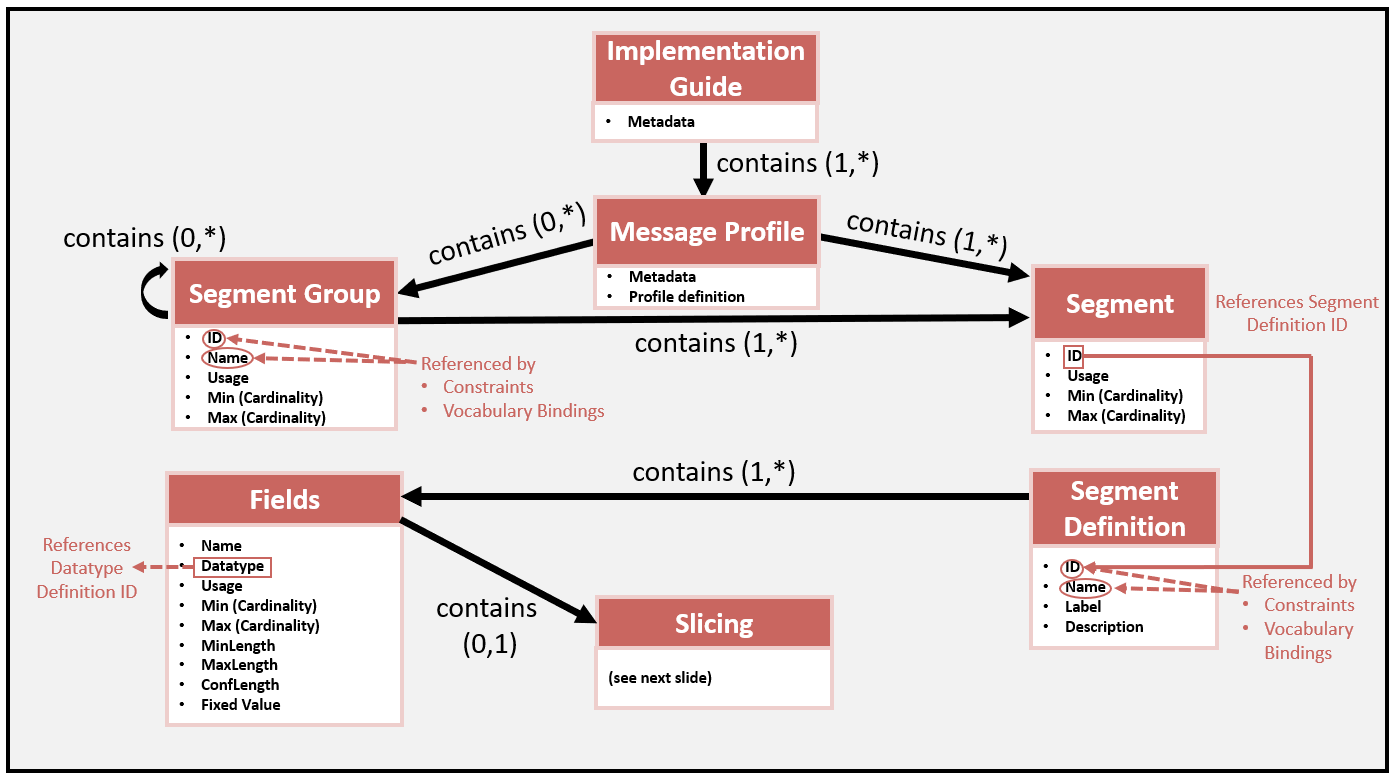 Implementation
Guide
• Metadata
contains (1,*)
Message Profile
• Metadata
• Profile definition
contains (0,*)
contains (1,*)
contains (0,*)
Segment Group
• ID
• Name
• Usage
• Min (Cardinality)
• Max (Cardinality)
Referenced by
• Constraints
• Vocabulary Bindings
contains (1,*)
Segment
• ID
• Usage
• Min (Cardinality)
• Max (Cardinality)
References Segment
Definition ID
contains (1,*)
Segment
Definition
• ID
• Name
• Label
• Description
Referenced by
• Constraints
• Vocabulary
Bindings
Fields
• Name
• Datatype
• Usage
• Min (Cardinality)
• Max (Cardinality)
• MinLength
• MaxLength
• ConfLength
• Fixed Value
References
Datatype
Definition ID
contains
(0,1)
Slicing
(see next slide)